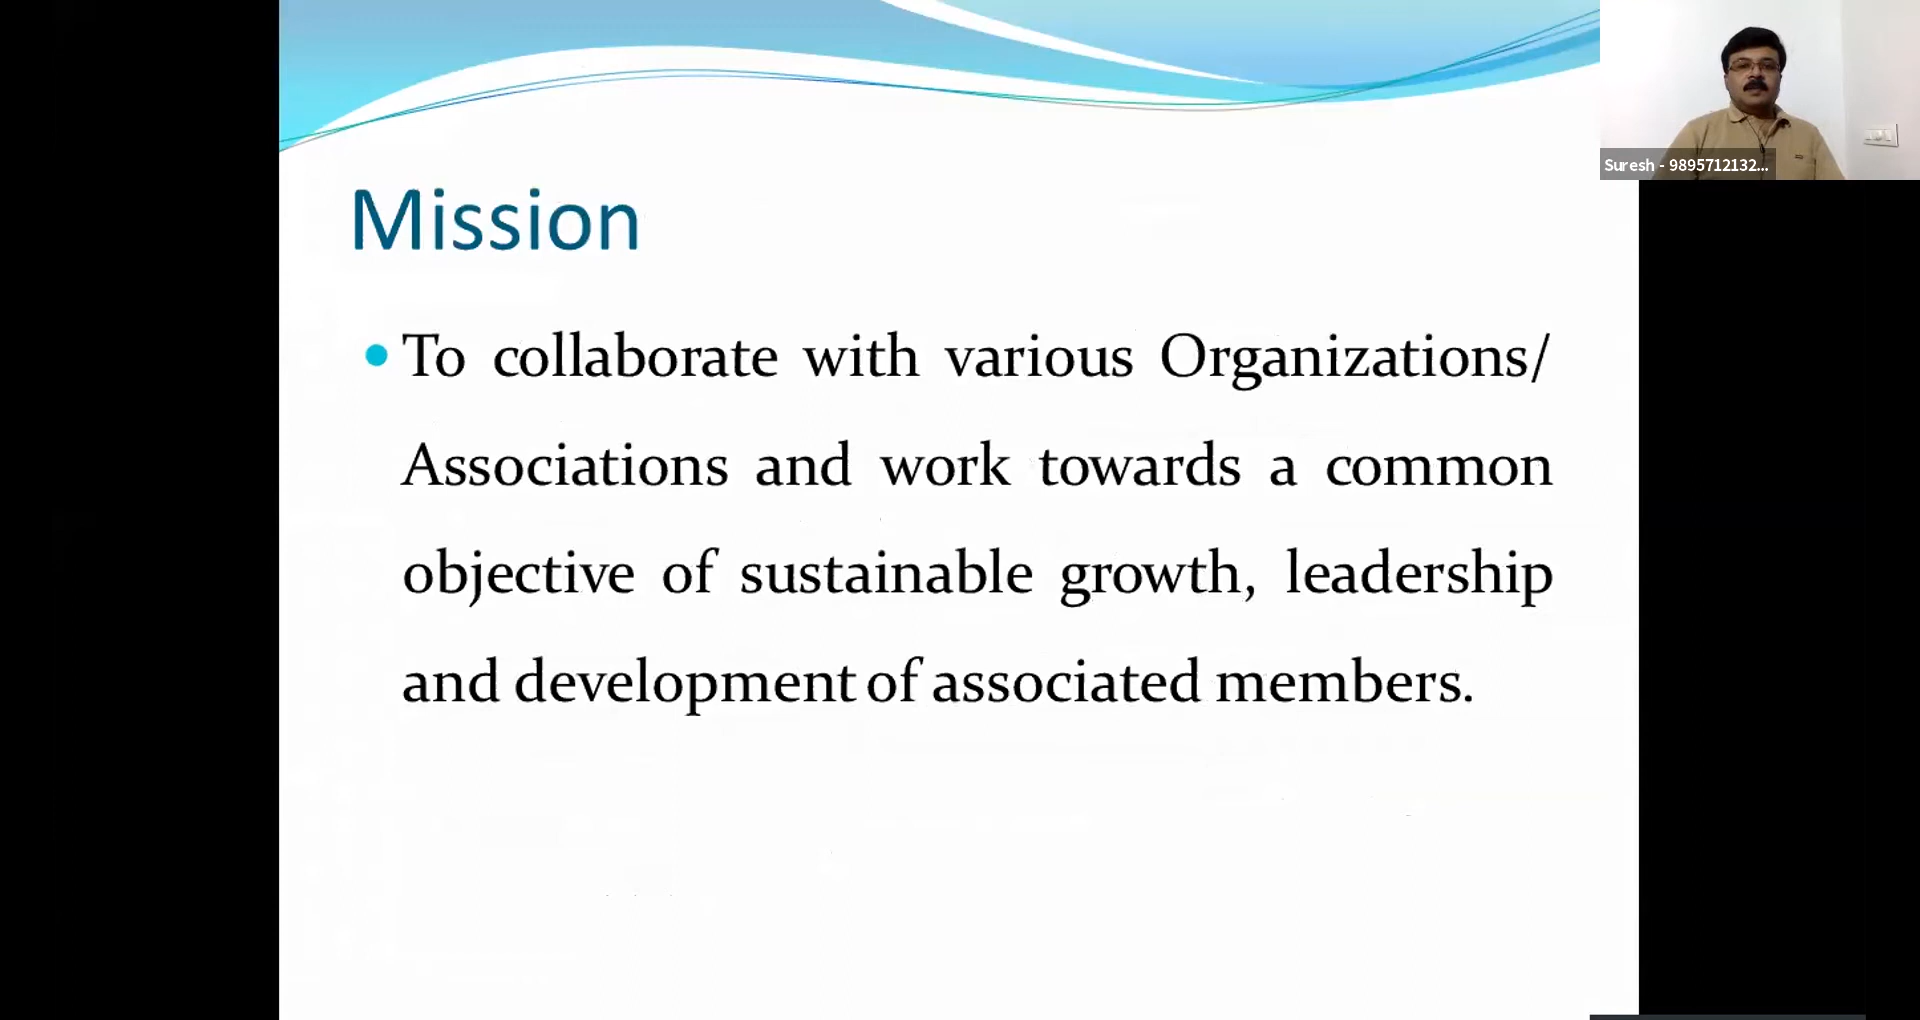 Suresh - 9895712132...
Mission
• To collaborate with various Organizations/
Associations and work towards a common
objective of sustainable growth, leadership
and development of associated members.